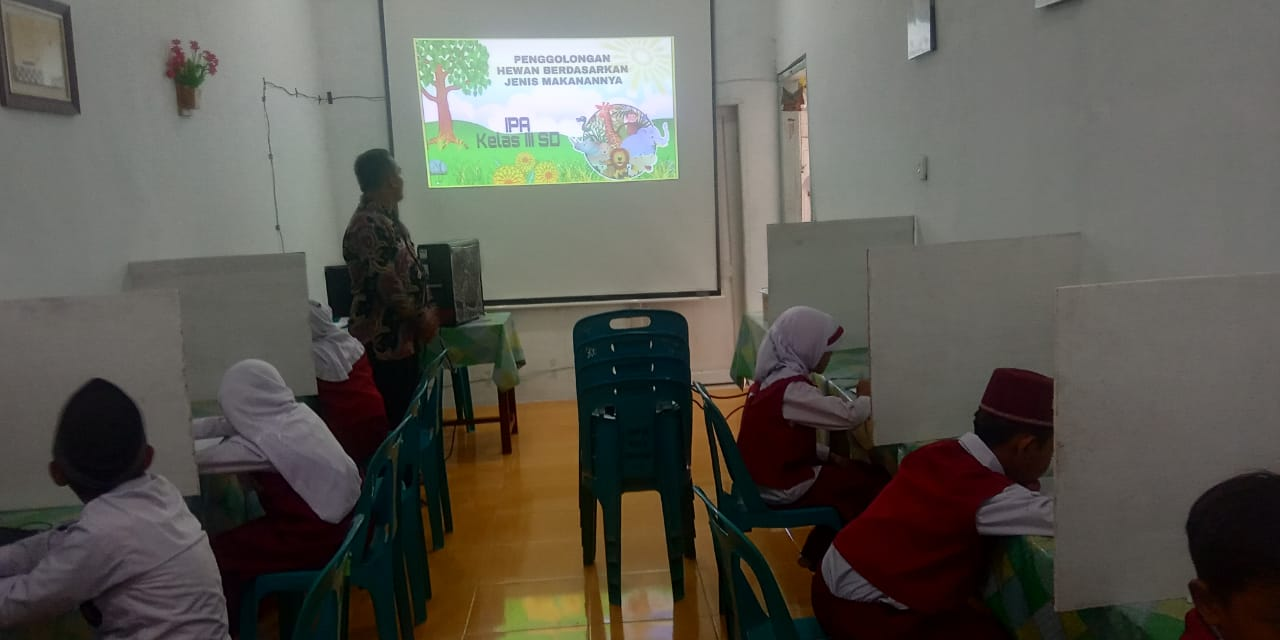 PENGGOLONGAN
HEWAN BERDASARKAN
JENIS MAKANANNYA
IPA
Kelas III SD